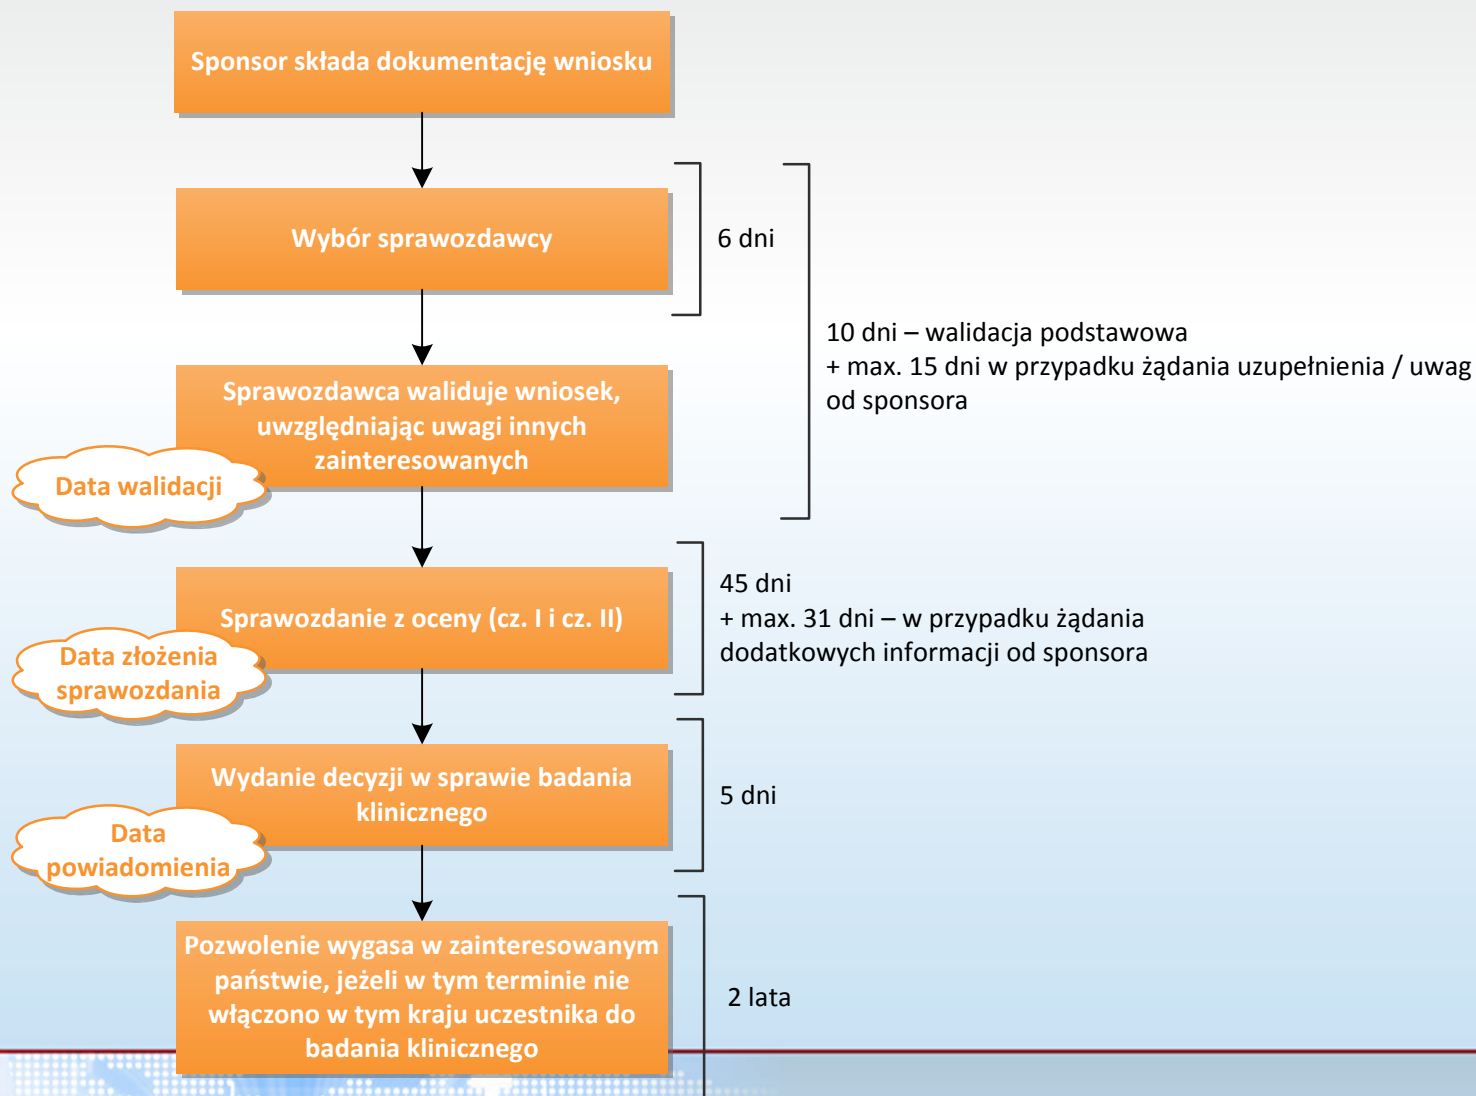 Sponsor składa dokumentację wniosku
Wybór sprawozdawcy
6 dni
10 dni – walidacja podstawowa
+ max. 15 dni w przypadku żądania uzupełnienia / uwag
od sponsora
Sprawozdawca waliduje wniosek,
uwzględniając uwagi innych
zainteresowanych
Data walidacji
Sprawozdanie z oceny (cz. I i cz. II)
45 dni
+ max. 31 dni – w przypadku żądania
dodatkowych informacji od sponsora
Data złożenia
sprawozdania
Wydanie decyzji w sprawie badania
klinicznego
5 dni
Data
powiadomienia
Pozwolenie wygasa w zainteresowanym
państwie, jeżeli w tym terminie nie
włączono w tym kraju uczestnika do
badania klinicznego
2 lata